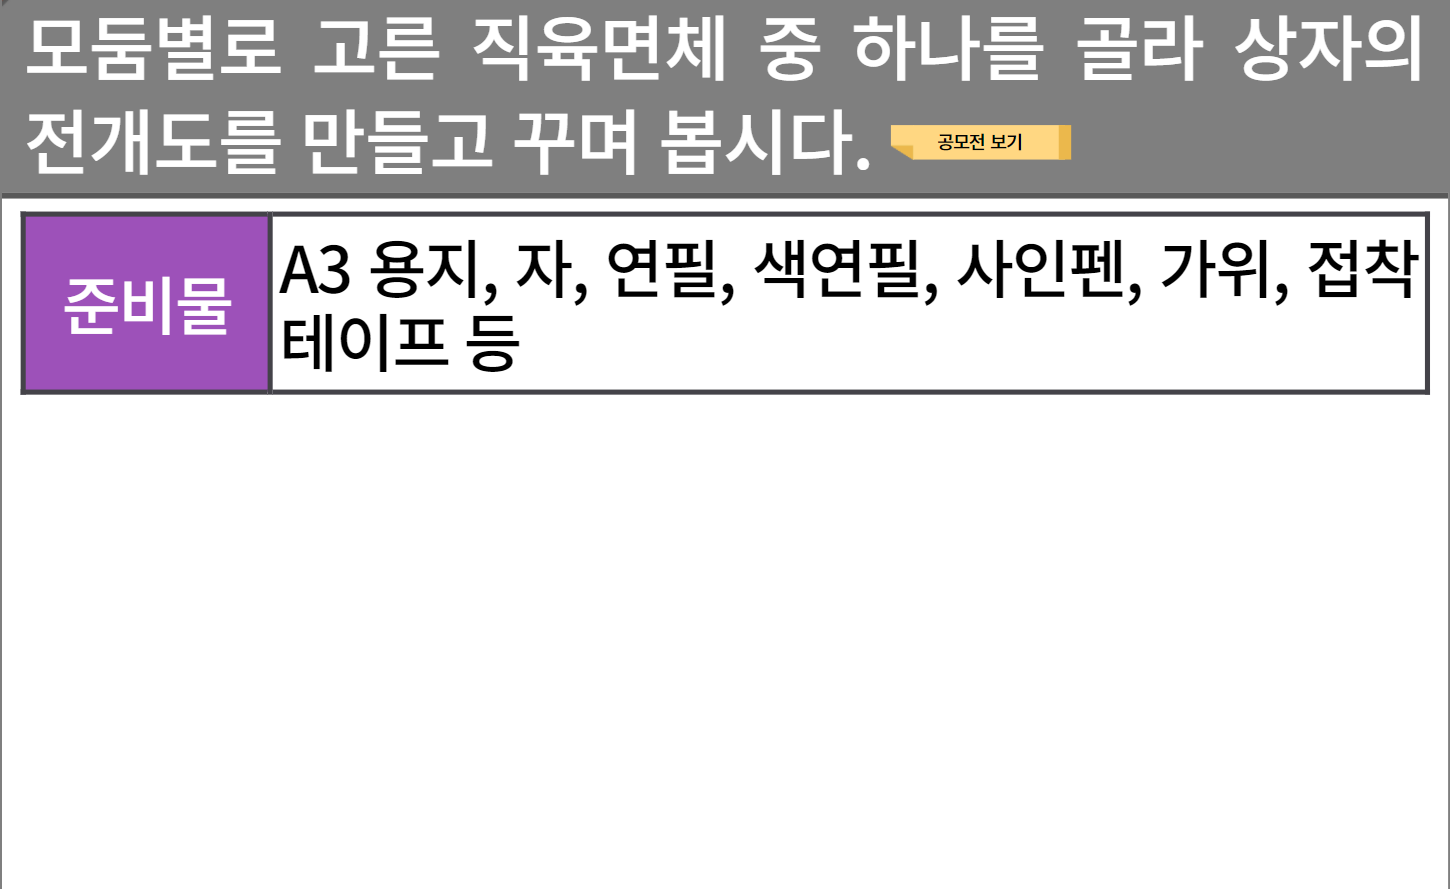 모둠별로 고른 직육면체 중 하나를 골라 상자의
전개도를 만들고 꾸며 봅시다. 공모전 보기
준비물
A3 용지, 자, 연필, 색연필, 사인펜, 가위, 접착
테이프 등